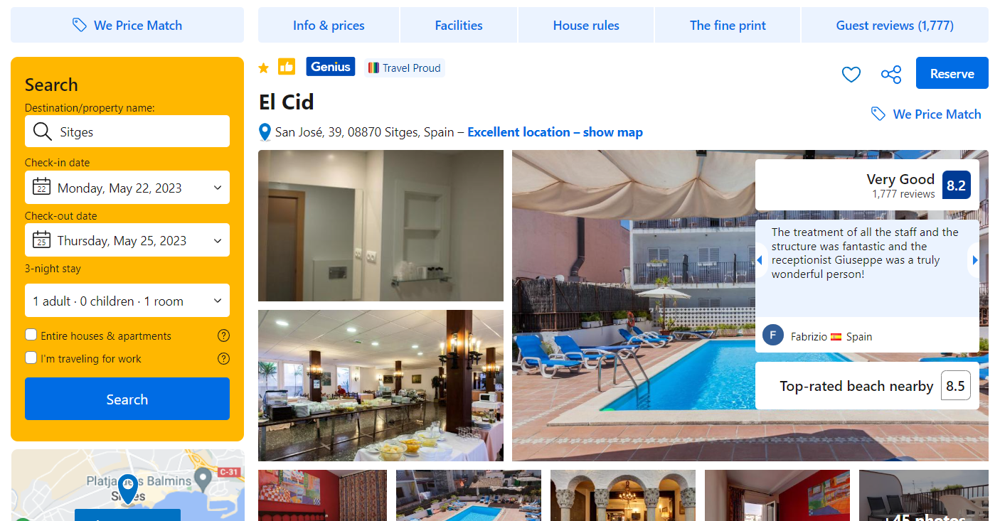 We Price Match
Info & prices
Facilities
House rules
The fine print
Guest reviews (1,777)
Search
Destination/property name:
Sitges
Check-in date
22
Monday, May 22, 2023
Check-out date
25
Thursday, May 25, 2023
3-night stay
1 adult · 0 children · 1 room
Entire houses & apartments
I'm traveling for work
Search
Genius
Travel Proud
Reserve
El Cid
We Price Match
San José, 39, 08870 Sitges, Spain – Excellent location – show map
Very Good
1,777 reviews
8.2
The treatment of all the staff and the
structure was fantastic and the
receptionist Giuseppe was a truly
wonderful person!
F
Fabrizio
Spain
Top-rated beach nearby
8.5
C-31
Balmins
+45 photos